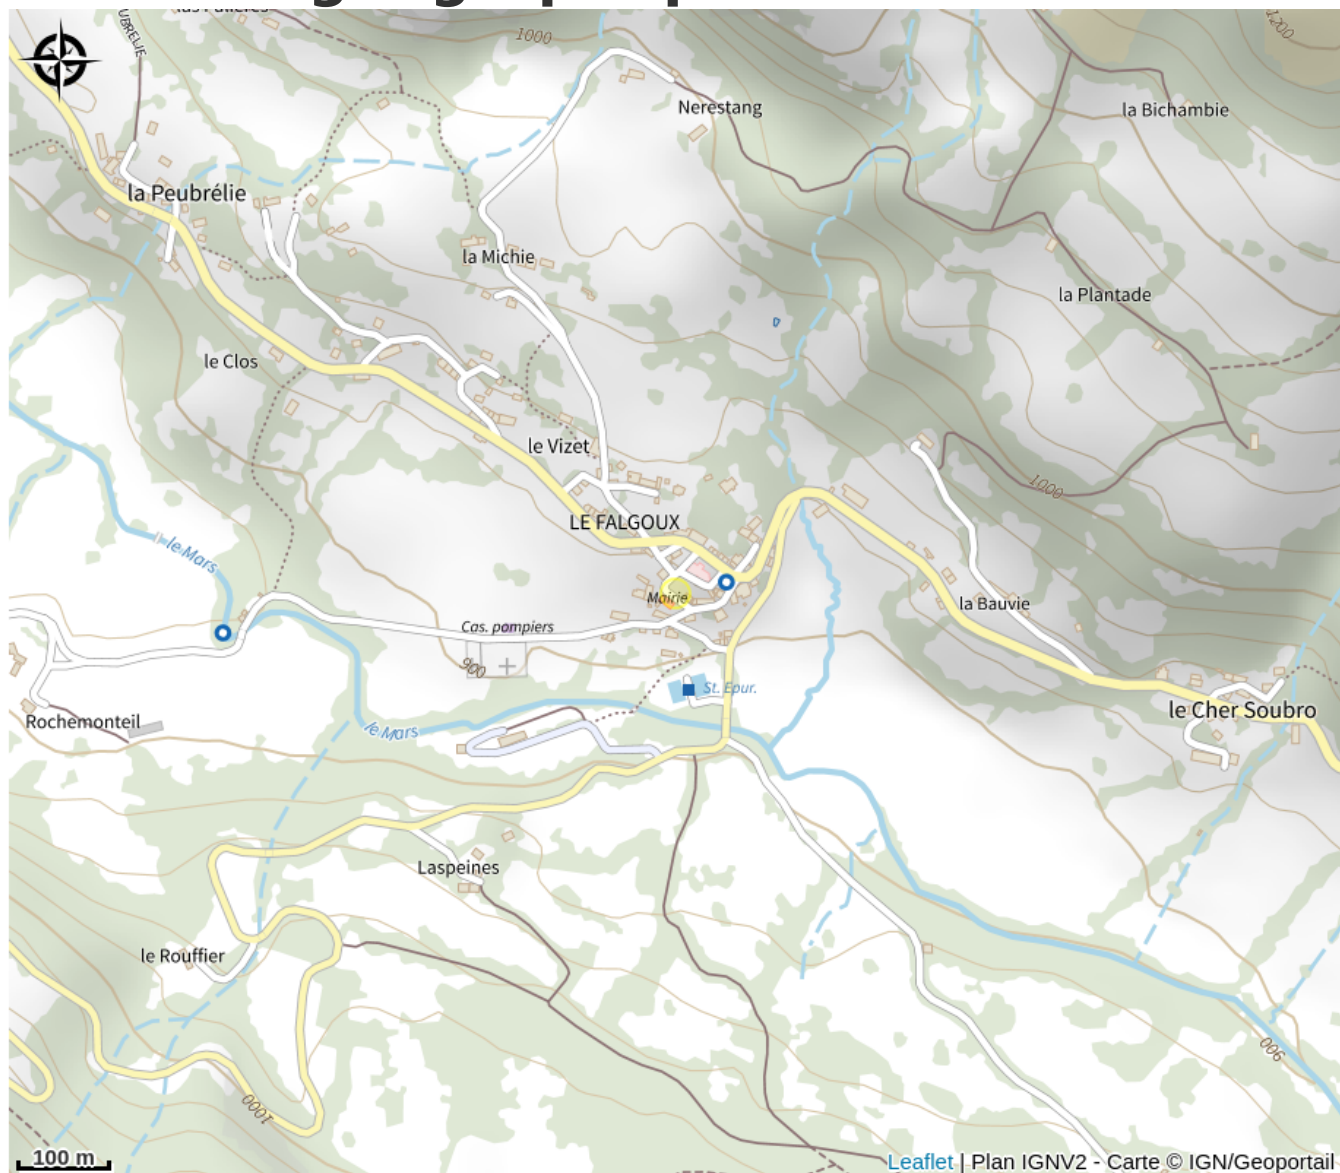 1000
1200
Nerestang
la Bichambie
la Peubrélie
la Michie
la Plantade
le Clos
le Vizet
1000
LE FALGOUX
le Mars
Mairie
la Bauvie
Cas. pompiers
900
St. Epur.
Rochemonteil
le Mars
le Cher Soubro
Laspeines
le Rouffier
900
1000
100 m
Leaflet | Plan IGNV2 - Carte © IGN/Geoportail